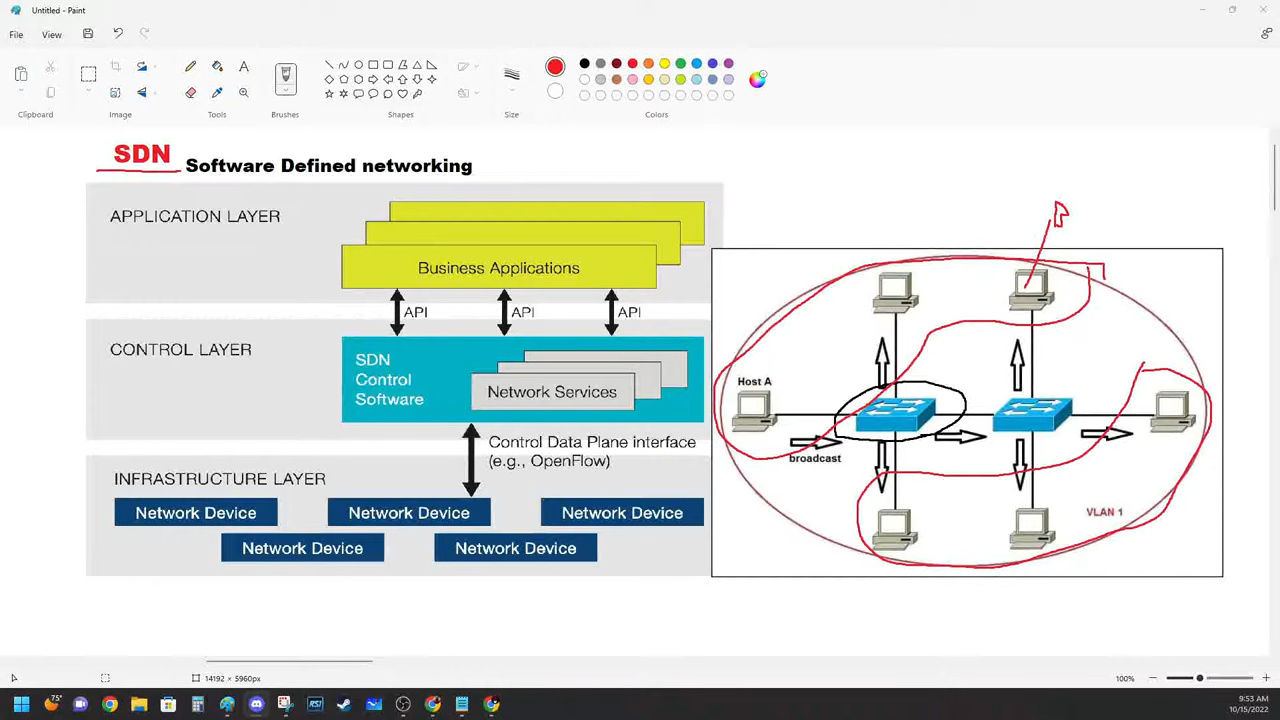 Untitled - Paint
File
View
Clipboard
Image
Tools
Brushes
Shapes
Size
Colors
SDN Software Defined networking
APPLICATION LAYER
Business Applications
API
API
API
CONTROL LAYER
SDN
Control
Software
Network Services
Control Data Plane interface
(e.g., OpenFlow)
INFRASTRUCTURE LAYER
Network Device
Network Device
Network Device
Network Device
Network Device
B
Host A
broadcast
VLAN 1
14192 × 5960px
100%
75°
RSI
9:53 AM
10/15/2022